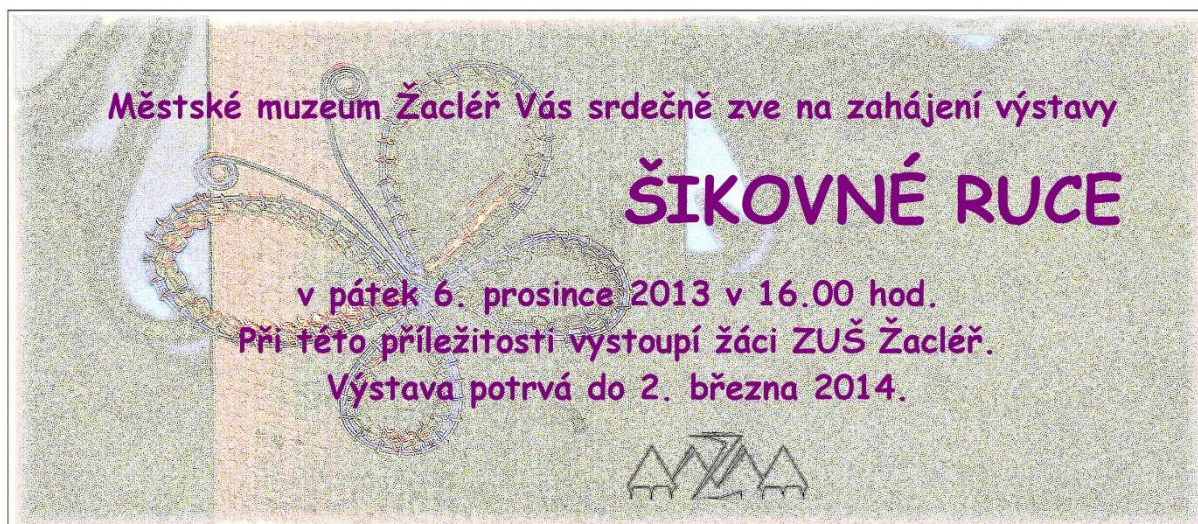 Městské muzeum Žacléř Vás srdečně zve na zahájení výstavy
ŠIKOVNÉ RUCE
v pátek 6. prosince 2013 v 16.00 hod.
Při této příležitosti vystoupí žáci ZUŠ Žacléř.
Výstava potrvá do 2. března 2014.